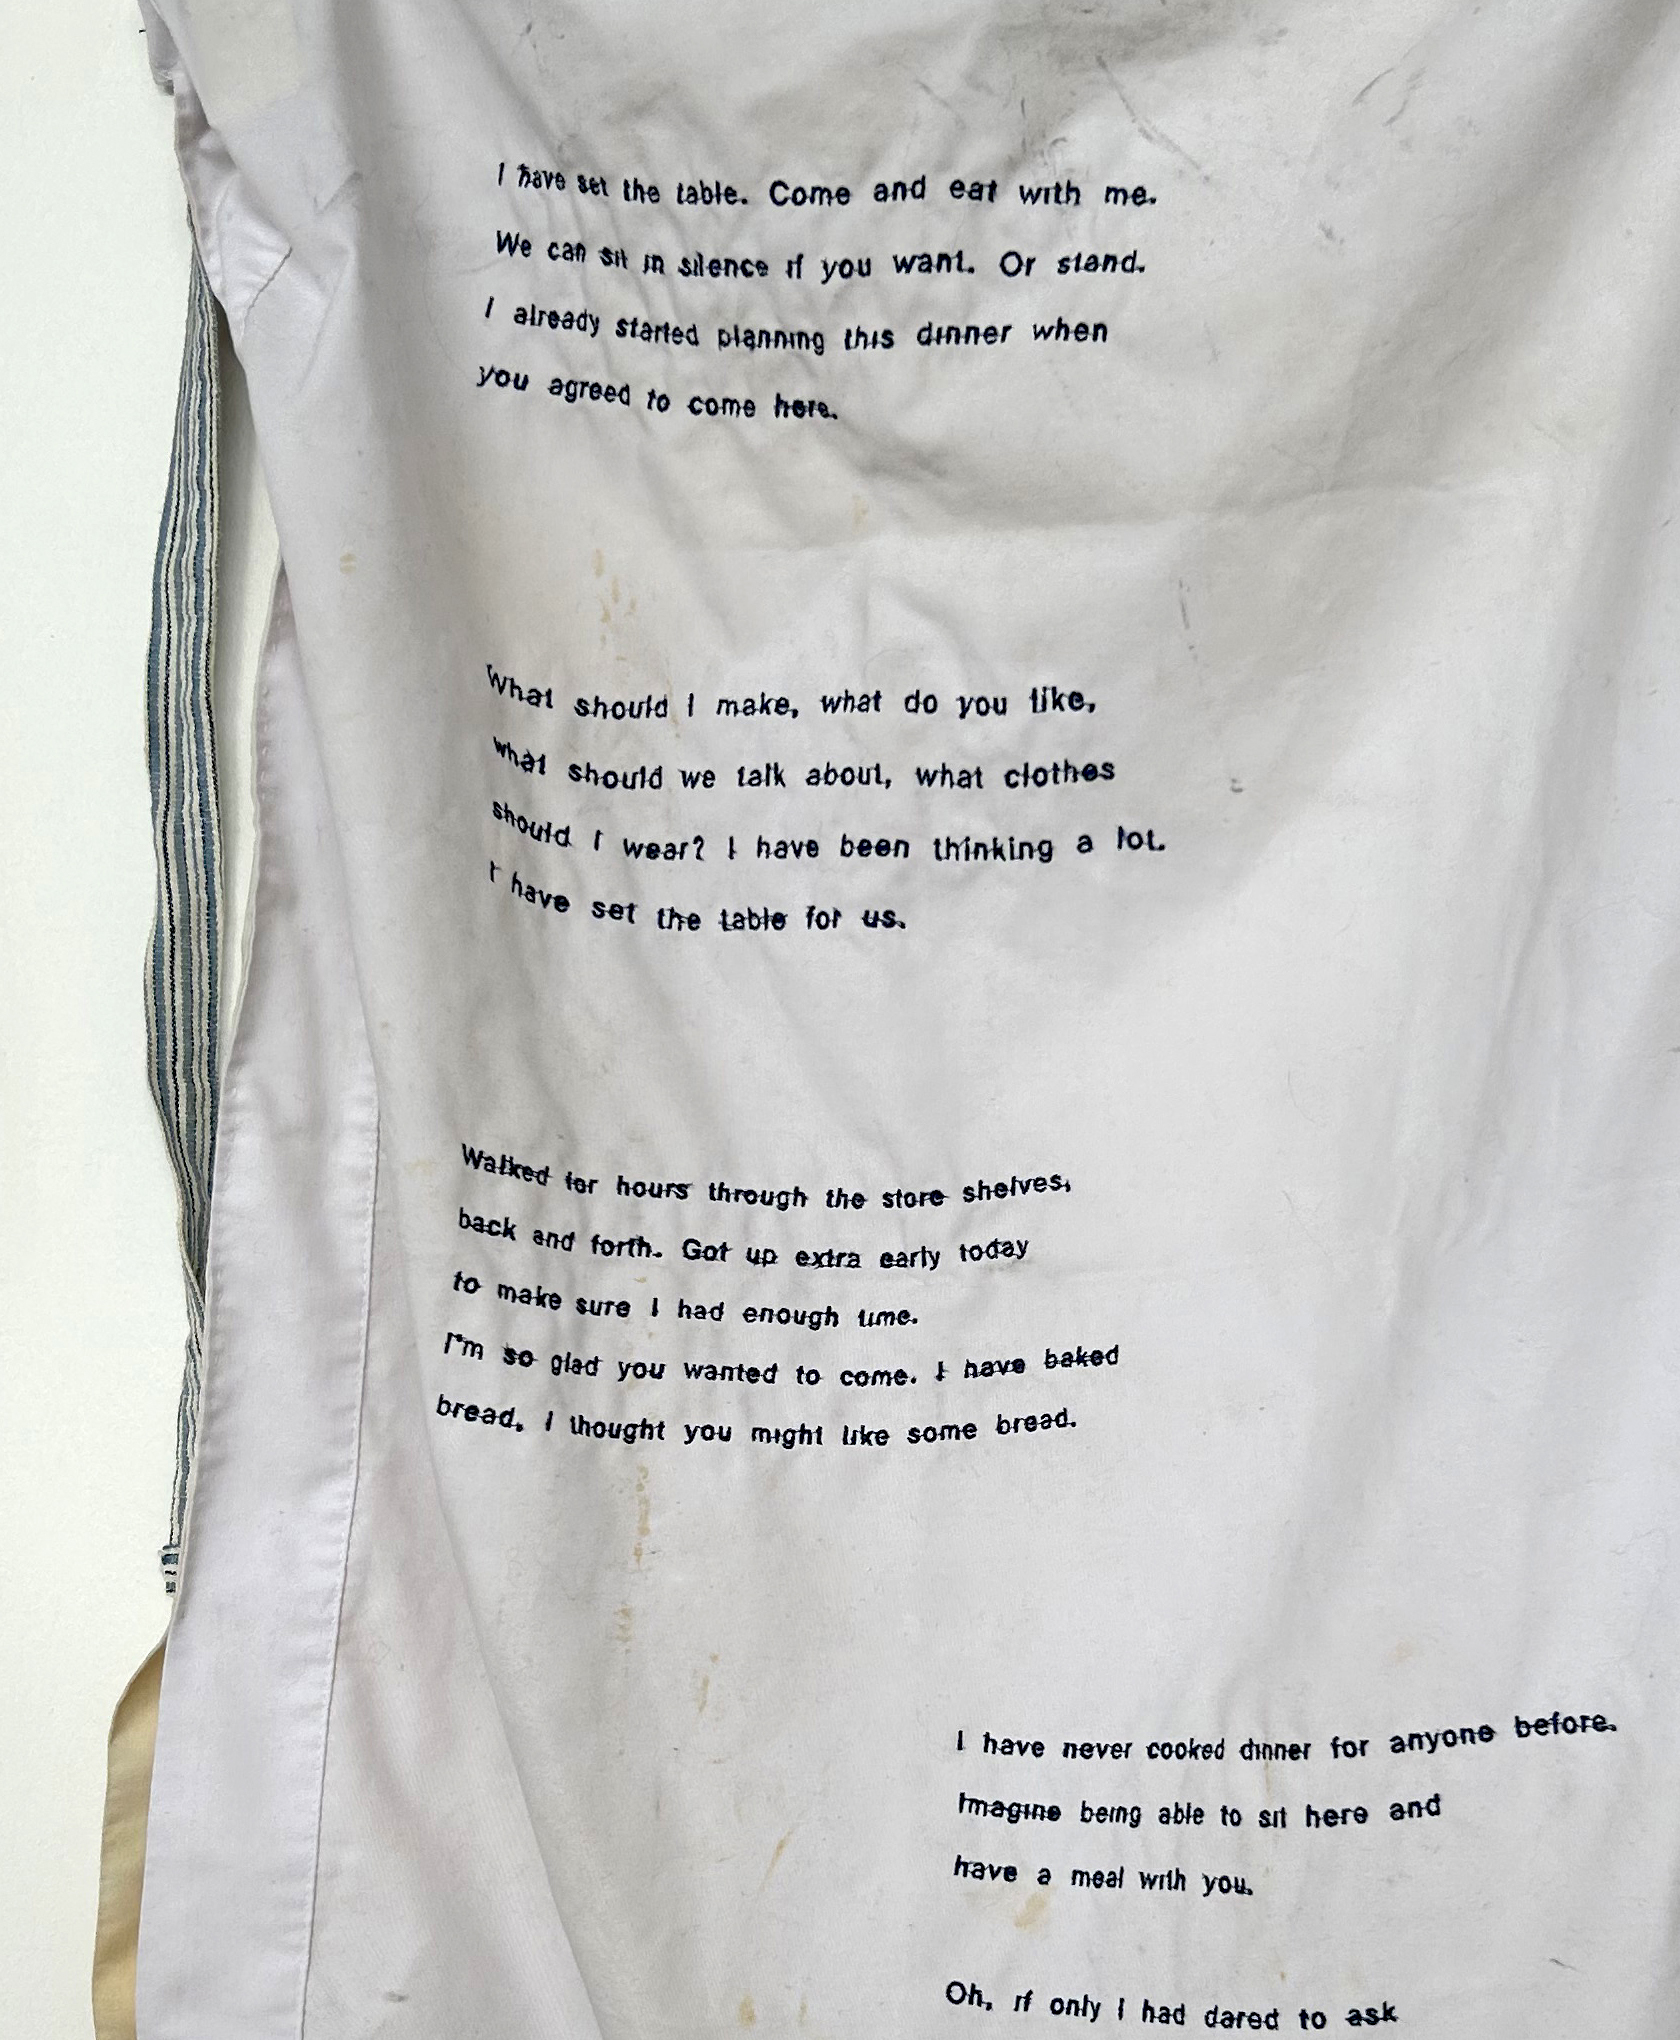 I have set the table. Come and eat with me.
We can sit in silence if you want. Or stand.
I already started planning this dinner when
you agreed to come here.
What should I make, what do you like,
what should we talk about, what clothes
should I wear? I have been thinking a lot.
I have set the table for us.
Walked for hours through the store shelves,
back and forth. Got up extra early today
to make sure I had enough time.
I'm so glad you wanted to come. I have baked
bread, I thought you might like some bread.
I have never cooked dinner for anyone before.
Imagine being able to sit here and
have a meal with you.
Oh, if only I had dared to ask